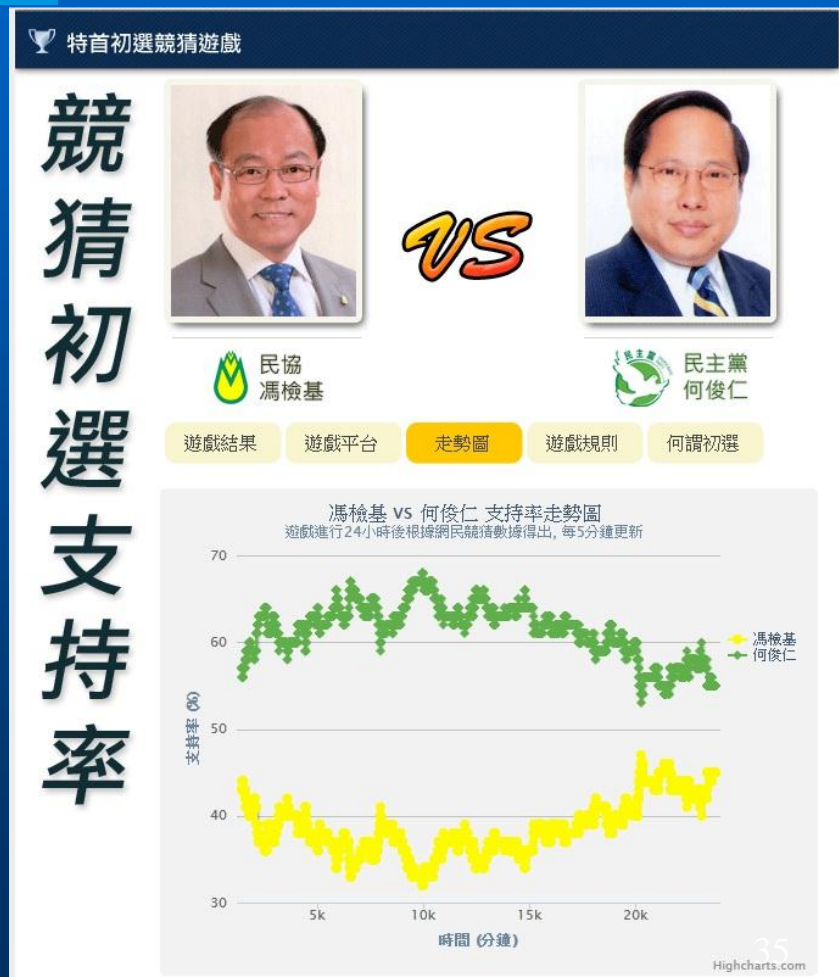 特首初選競猜遊戲
競猜初選支持率
VS
民協
馮檢基
民主黨
民主黨
何俊仁
遊戲結果
遊戲平台
走勢圖
遊戲規則
何謂初選
馮檢基 VS 何俊仁 支持率走勢圖
遊戲進行24小時後根據網民競猜數據得出, 每5分鐘更新
支持率 (%)
70
60
50
40
30
馮檢基
何俊仁
5k
10k
15k
20k
時間 (分鐘)
Highcharts.com
35